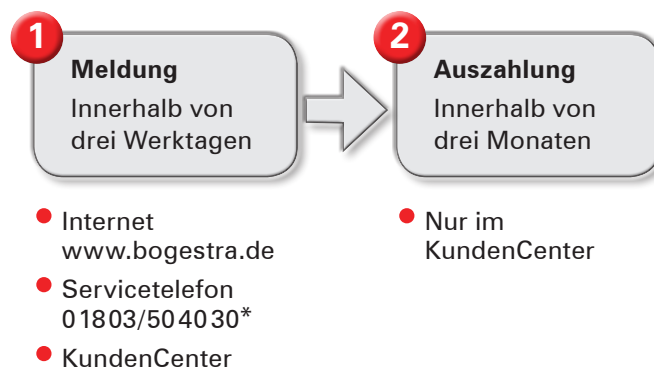 1
Meldung
Innerhalb von
drei Werktagen
• Internet
www.bogestra.de
• Servicetelefon
01803/504030*
• KundenCenter
2
Auszahlung
Innerhalb von
drei Monaten
• Nur im
KundenCenter